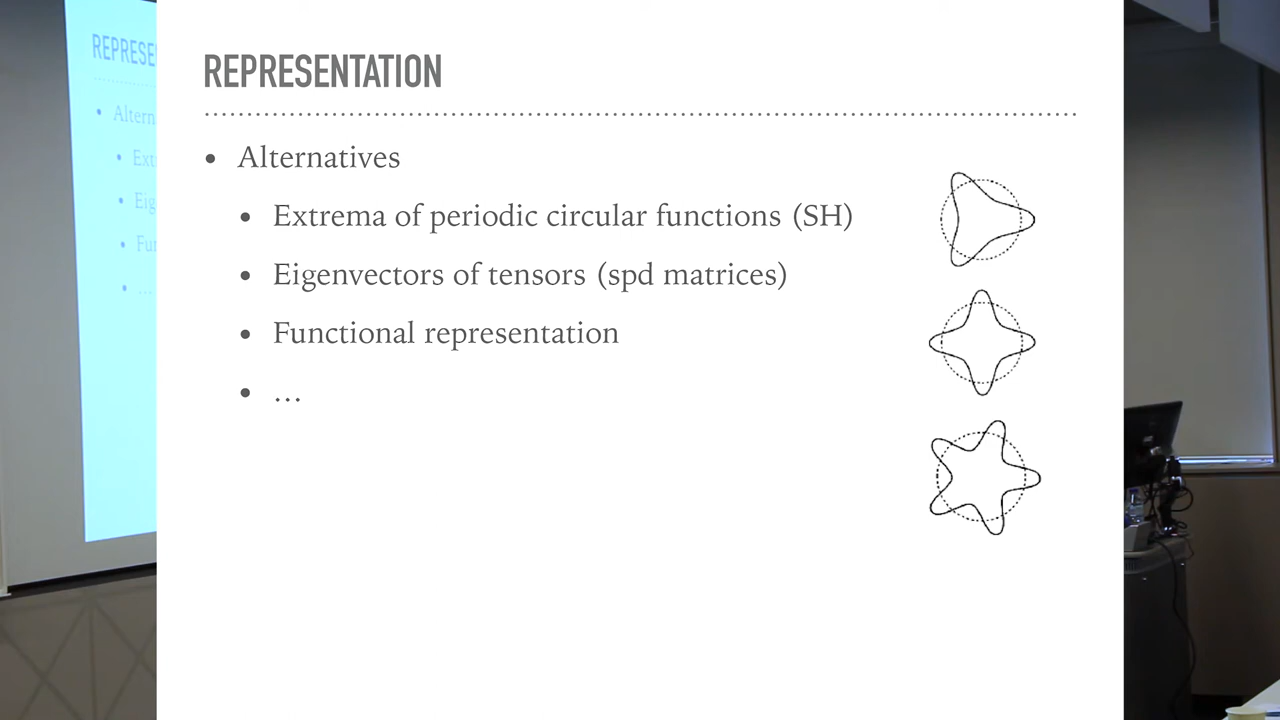 REPRESENTATION
• Alternatives
• Extrema of periodic circular functions (SH)
• Eigenvectors of tensors (spd matrices)
• Functional representation
• …
REPRESE
• Altern
• Ext
• Eig
• Fu
• …